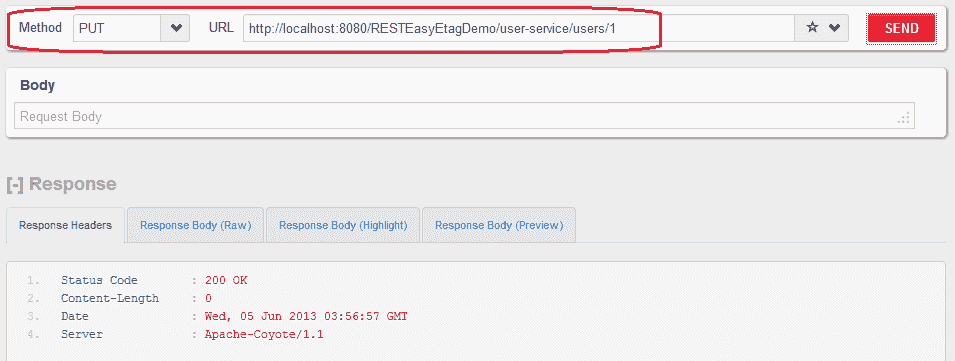 Method PUT URL http://localhost:8080/RESTEasyEtagDemo/user-service/users/1 SEND
Body
Request Body
[-] Response
Response Headers Response Body (Raw) Response Body (Highlight) Response Body (Preview)
1. Status Code : 200 OK
2. Content-Length : 0
3. Date : Wed, 05 Jun 2013 03:56:57 GMT
4. Server : Apache-Coyote/1.1